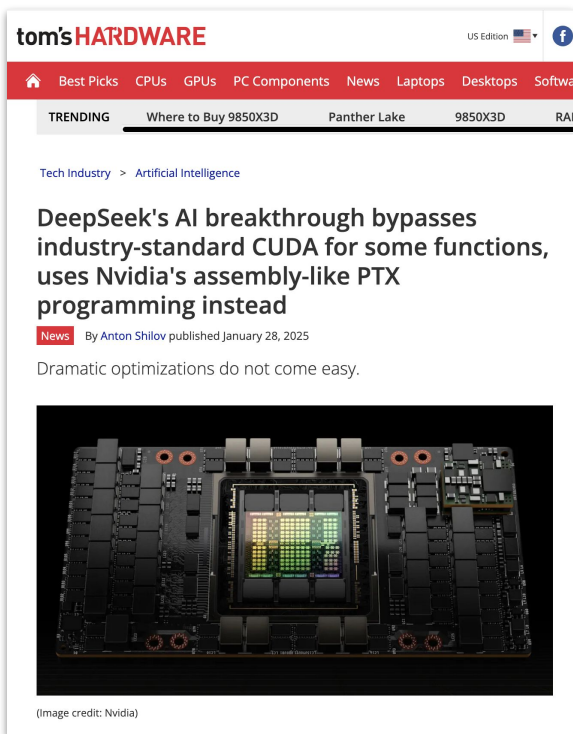 tom's HARDWARE
US Edition
Best Picks CPUs GPUs PC Components News Laptops Desktops Softwa
TRENDING Where to Buy 9850X3D Panther Lake 9850X3D RA
Tech Industry > Artificial Intelligence
DeepSeek's AI breakthrough bypasses
industry-standard CUDA for some functions,
uses Nvidia's assembly-like PTX
programming instead
News By Anton Shilov published January 28, 2025
Dramatic optimizations do not come easy.
(Image credit: Nvidia)